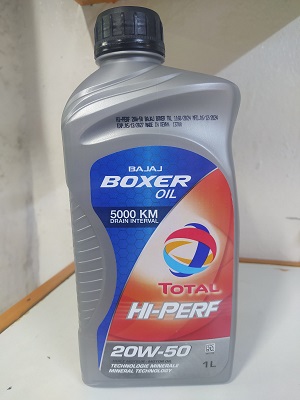 BAJAJ
BOXER
OIL
5000 KM
DRAIN INTERVAL
TOTAL
HI-PERF
20W-50
TECHNOLOGIE MINERALE
MINERAL TECHNOLOGY
1L